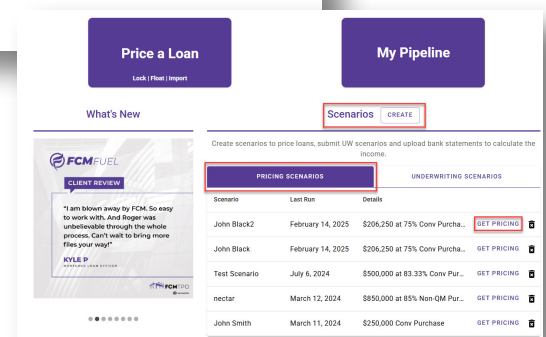 Price a Loan
Lock | Float | Import
My Pipeline
What's New
FCMFUEL
CLIENT REVIEW
"I am blown away by FCM. So easy
to work with. And Roger was
unbelievable through the whole
process. Can't wait to bring more
files your way!"
KYLE P
MORTGAGE LOAN OFFICER
FCMTPO
Scenarios CREATE
Create scenarios to price loans, submit UW scenarios and upload bank statements to calculate the
income.
PRICING SCENARIOS UNDERWRITING SCENARIOS
Scenario Last Run Details
John Black2 February 14, 2025 $206,250 at 75% Conv Purcha... GET PRICING
John Black February 14, 2025 $206,250 at 75% Conv Purcha... GET PRICING
Test Scenario July 6, 2024 $500,000 at 83.33% Conv Pur... GET PRICING
nectar March 12, 2024 $850,000 at 85% Non-QM Pur... GET PRICING
John Smith March 11, 2024 $250,000 Conv Purchase GET PRICING